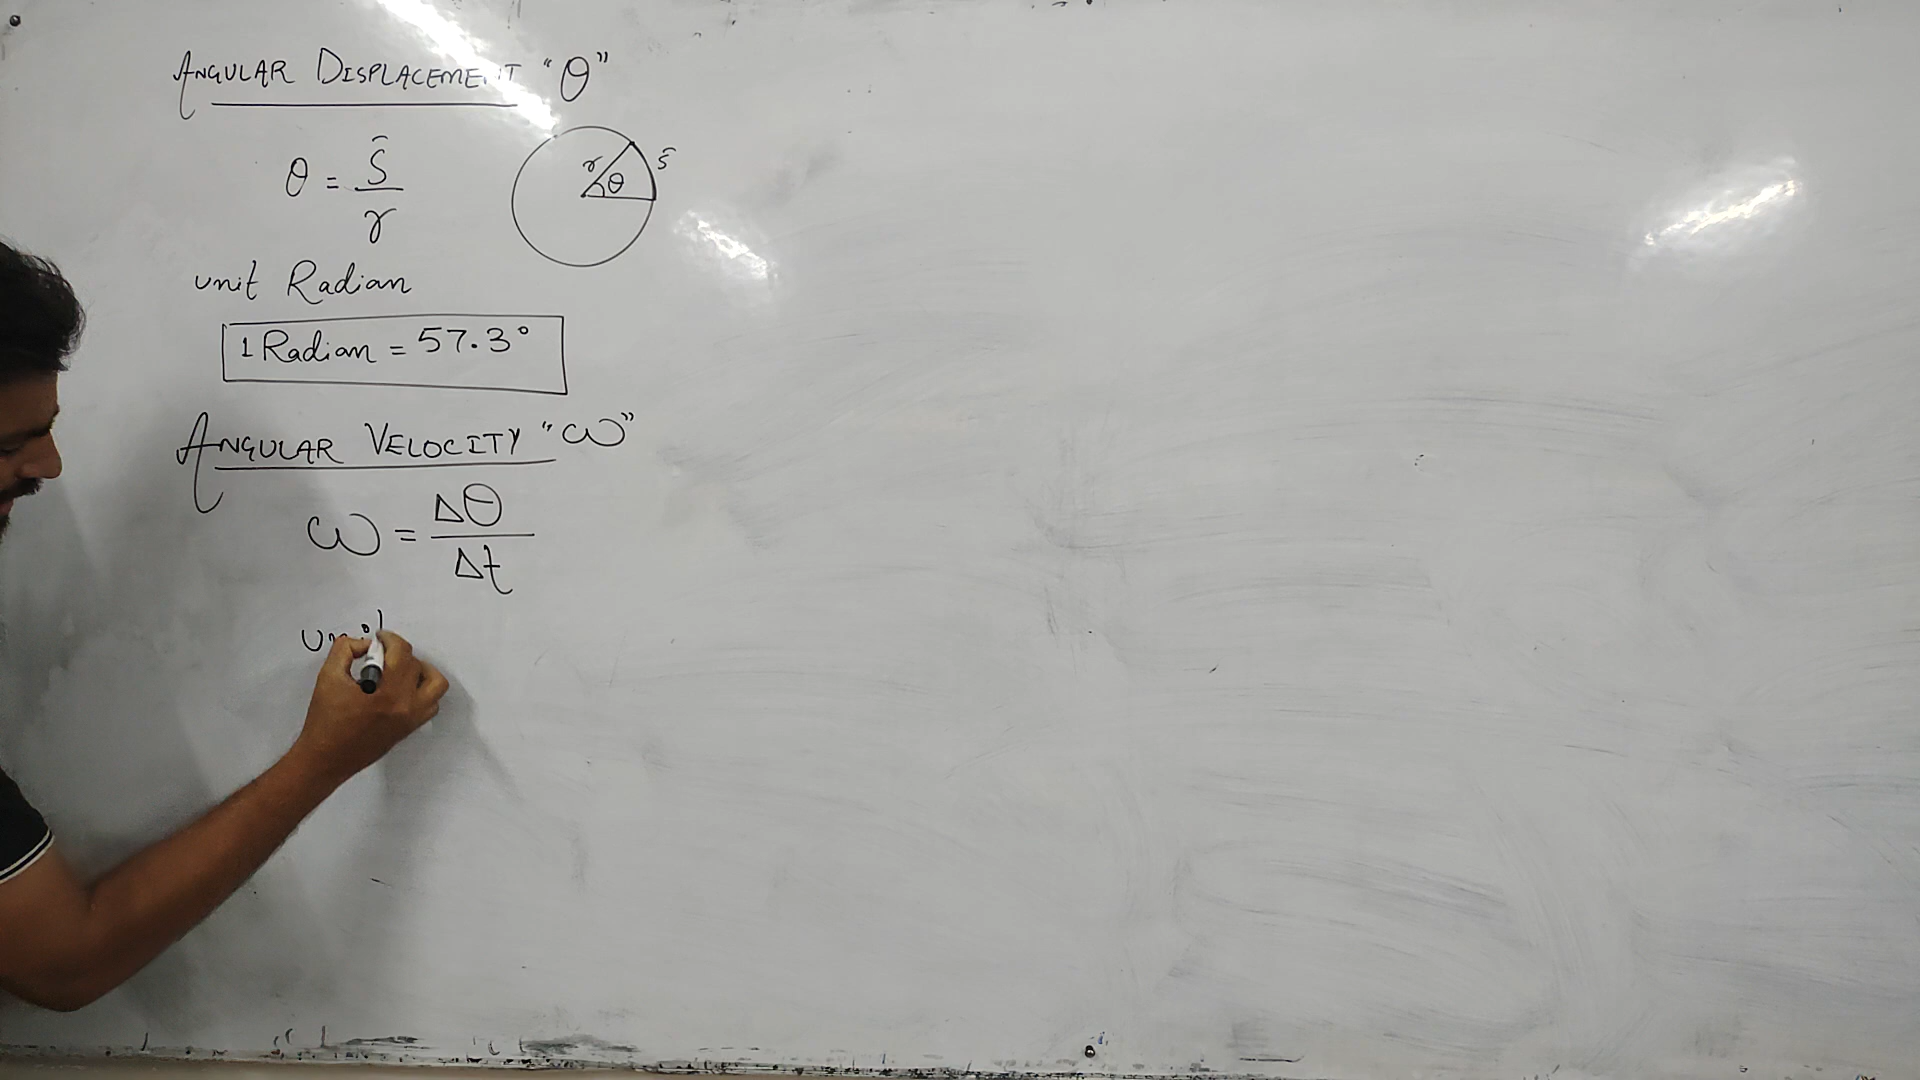 ANGULAR DISPLACEMENT "θ"
θ = S / r
r θ S
unit Radian
1 Radian = 57.3°
ANGULAR VELOCITY "ω"
ω = Δθ / Δt